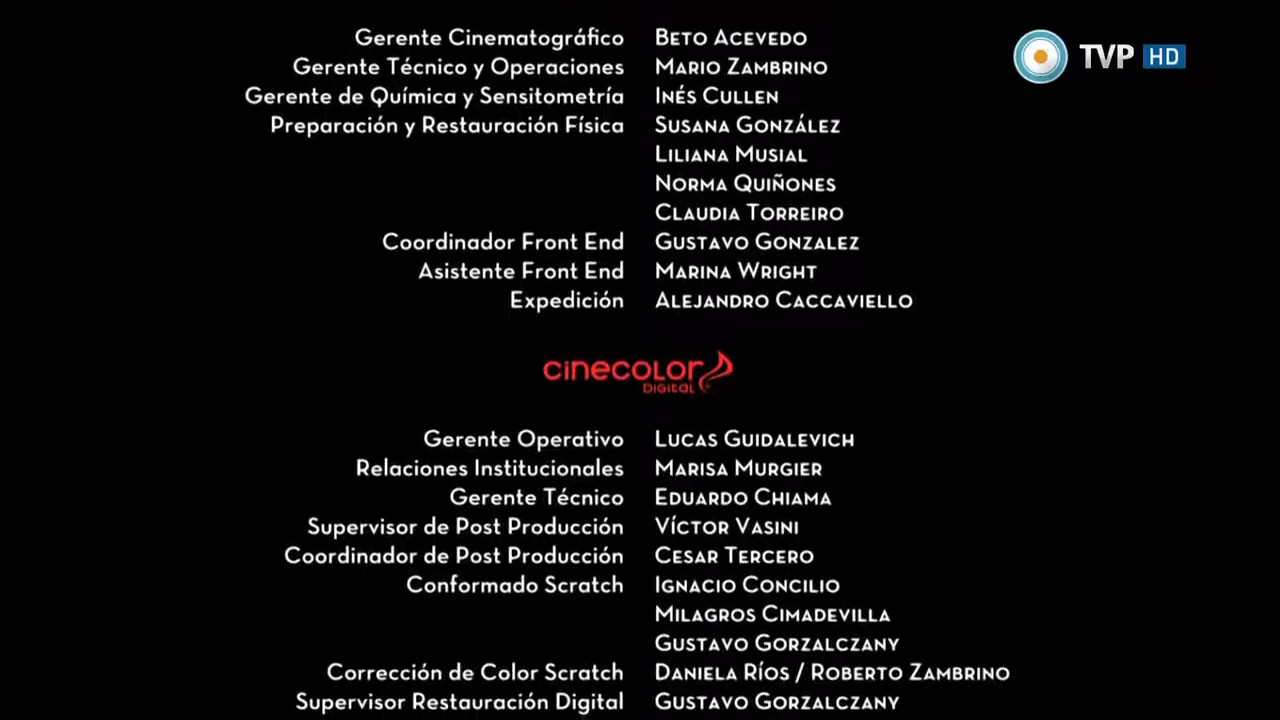 Gerente Cinematográfico Beto Acevedo
TVP HD
Gerente Técnico y Operaciones Mario Zambrino
Gerente de Química y Sensitometría Inés Cullen
Preparación y Restauración Física Susana González
Liliana Musial
Norma Quiñones
Claudia Torreiro
Coordinador Front End Gustavo Gonzalez
Asistente Front End Marina Wright
Expedición Alejandro Caccaviello
cinecolor
DIGITAL
Gerente Operativo Lucas Guidalevich
Relaciones Institucionales Marisa Murgier
Gerente Técnico Eduardo Chiama
Supervisor de Post Producción Víctor Vasini
Coordinador de Post Producción Cesar Tercero
Conformado Scratch Ignacio Concilio
Milagros Cimadevilla
Gustavo Gorzalczany
Corrección de Color Scratch Daniela Ríos / Roberto Zambrino
Supervisor Restauración Digital Gustavo Gorzalczany